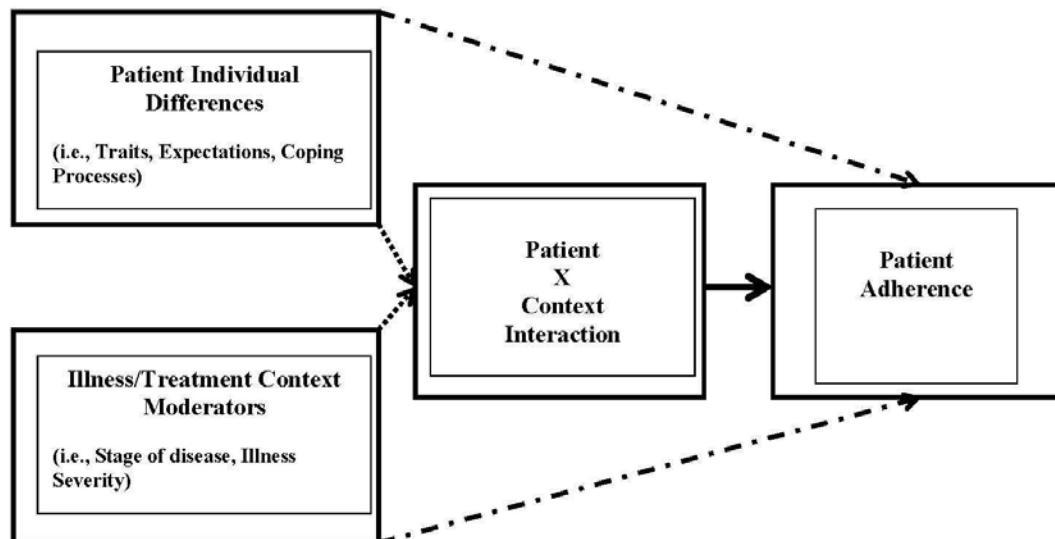 Patient Individual
Differences
(i.e., Traits, Expectations, Coping
Processes)
Patient
X
Context
Interaction
Patient
Adherence
Illness/Treatment Context
Moderators
(i.e., Stage of disease, Illness
Severity)